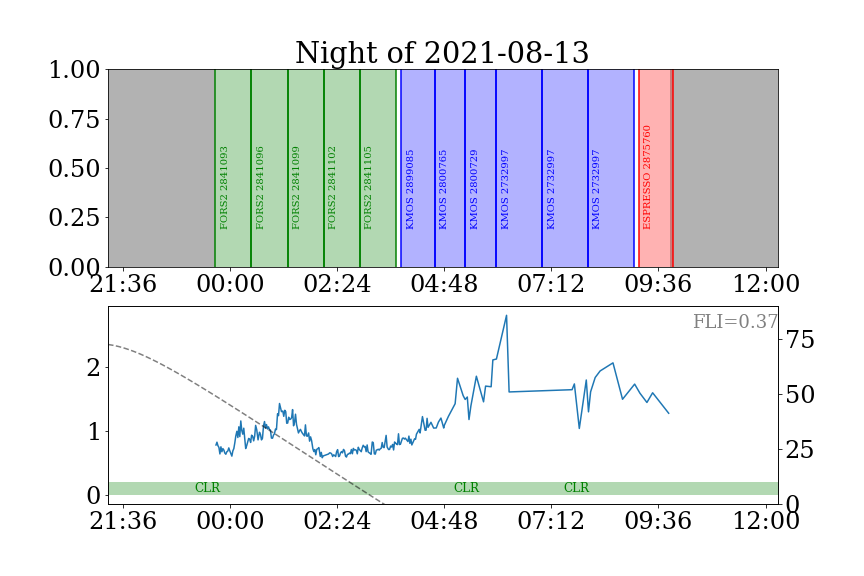 Night of 2021-08-13
1.00
0.75
0.50
0.25
0.00
FORS2 2841093
FORS2 2841096
FORS2 2841099
FORS2 2841102
FORS2 2841105
KMOS 2899085
KMOS 2800765
KMOS 2800729
KMOS 2732997
KMOS 2732997
KMOS 2732997
ESPRESSO 2875760
21:36 00:00 02:24 04:48 07:12 09:36 12:00
FLI=0.37
2
1
0
75
50
25
0
CLR CLR CLR
21:36 00:00 02:24 04:48 07:12 09:36 12:00